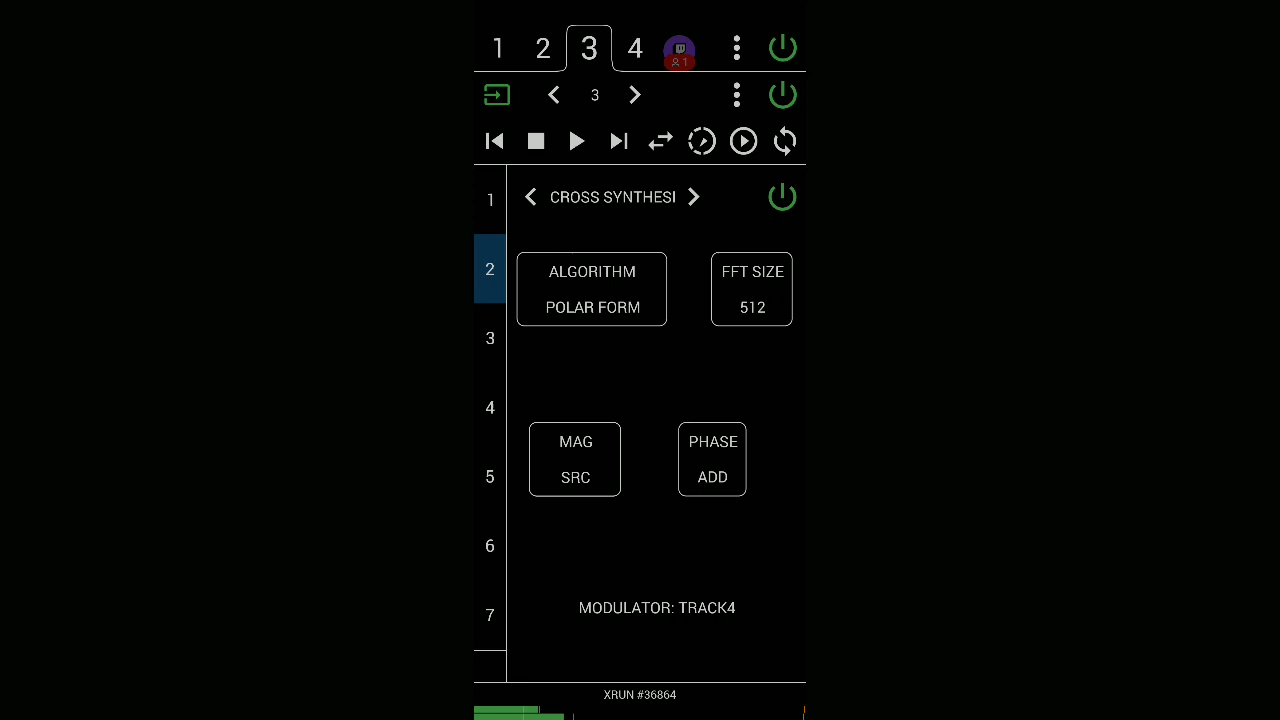 1 2 3 4 1
3
1
CROSS SYNTHESI
2
ALGORITHM FFT SIZE
POLAR FORM 512
3
4
MAG PHASE
SRC ADD
5
6
MODULATOR: TRACK4
7
XRUN #36864